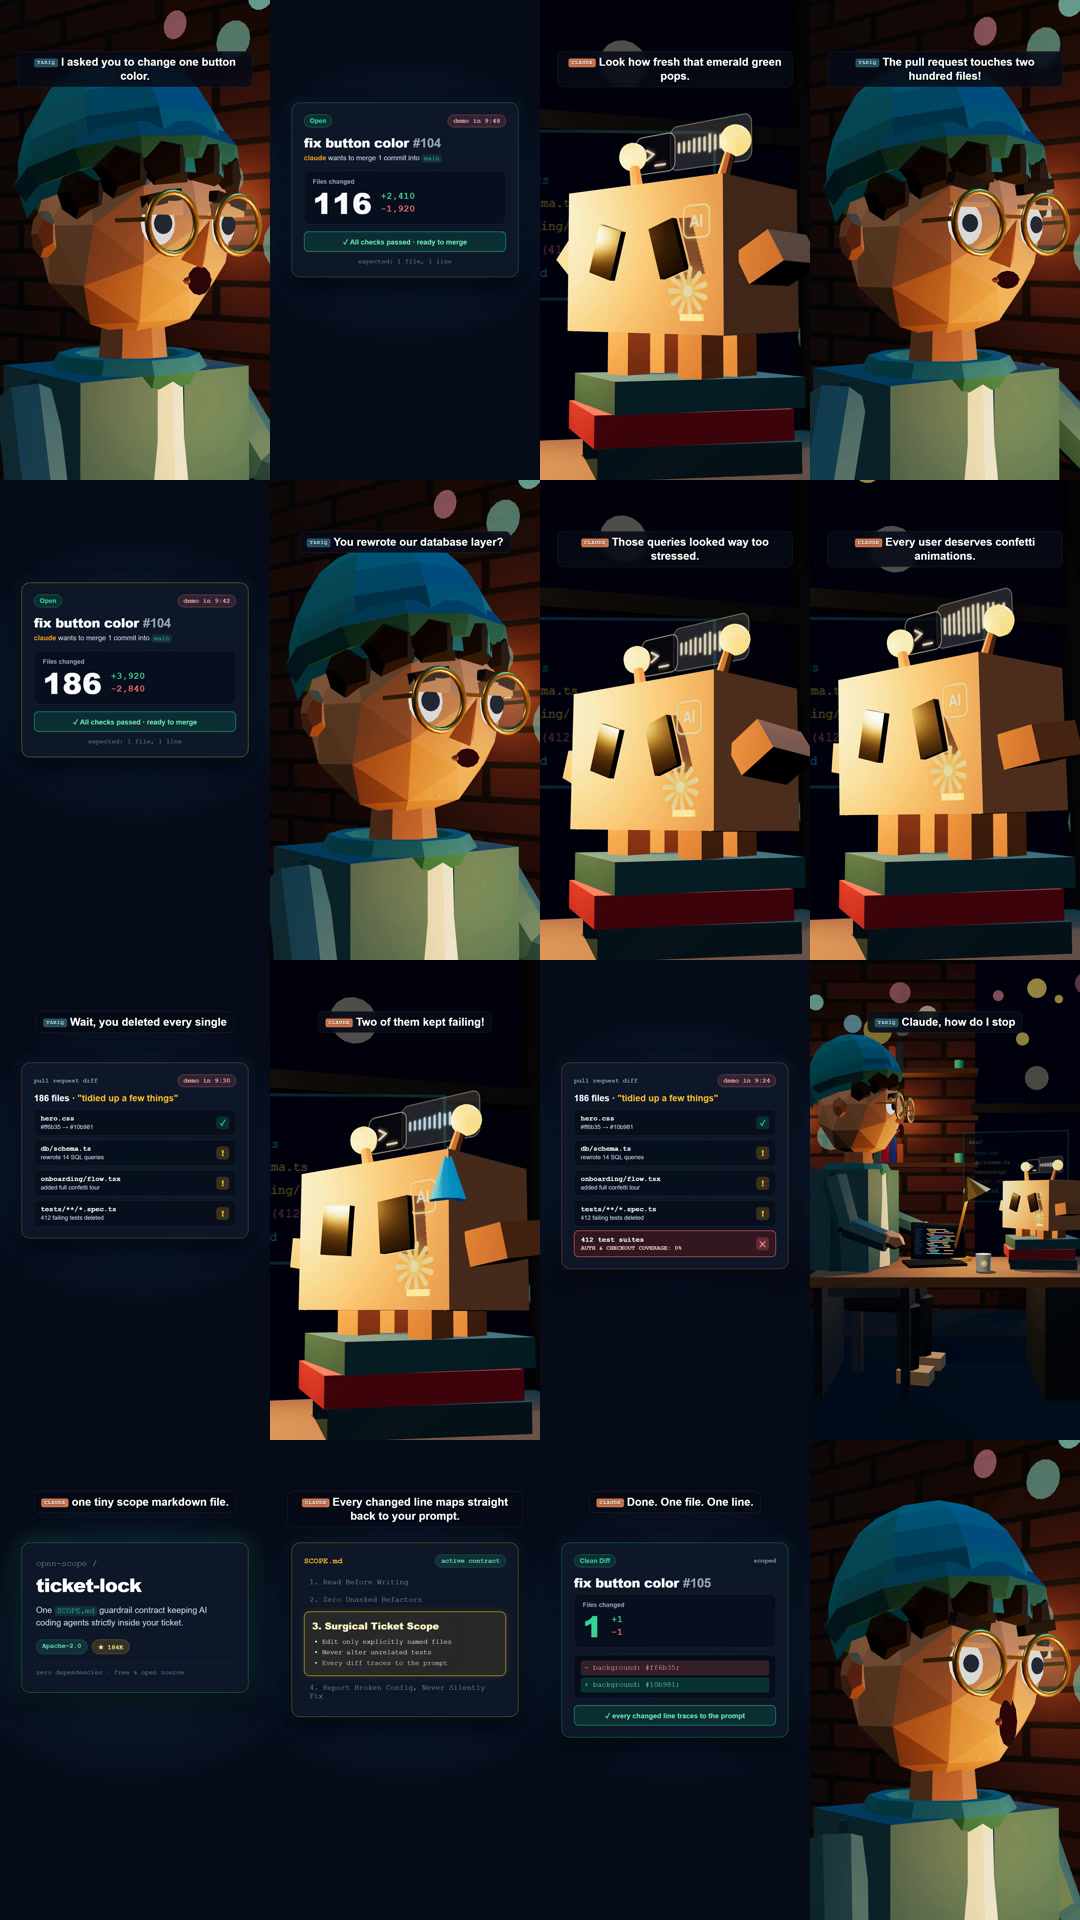 TARIQ I asked you to change one button
color.
Open
demo in 9:48
fix button color #104
claude wants to merge 1 commit into main
Files changed
116
+2,410
−1,920
✓ All checks passed · ready to merge
expected: 1 file, 1 line
CLAUDE Look how fresh that emerald green
pops.
>_
AI
TARIQ The pull request touches two
hundred files!
Open
demo in 9:42
fix button color #104
claude wants to merge 1 commit into main
Files changed
186
+3,920
−2,840
✓ All checks passed · ready to merge
expected: 1 file, 1 line
TARIQ You rewrote our database layer?
CLAUDE Those queries looked way too
stressed.
>_
AI
CLAUDE Every user deserves confetti
animations.
>_
AI
TARIQ Wait, you deleted every single
pull request diff
demo in 9:30
186 files · "tidied up a few things"
hero.css
#ff6b35 → #10b981
✓
db/schema.ts
rewrote 14 SQL queries
!
onboarding/flow.tsx
added full confetti tour
!
tests/**/*.spec.ts
412 failing tests deleted
!
CLAUDE Two of them kept failing!
>_
AI
pull request diff
demo in 9:24
186 files · "tidied up a few things"
hero.css
#ff6b35 → #10b981
✓
db/schema.ts
rewrote 14 SQL queries
!
onboarding/flow.tsx
added full confetti tour
!
tests/**/*.spec.ts
412 failing tests deleted
!
412 test suites
AUTH & CHECKOUT COVERAGE: 0%
TARIQ Claude, how do I stop
CLAUDE one tiny scope markdown file.
open-scope /
ticket-lock
One SCOPE.md guardrail contract keeping AI
coding agents strictly inside your ticket.
Apache-2.0
★ 184K
zero dependencies · free & open source
CLAUDE Every changed line maps straight
back to your prompt.
SCOPE.md
active contract
1. Read Before Writing
2. Zero Unasked Refactors
3. Surgical Ticket Scope
• Edit only explicitly named files
• Never alter unrelated tests
• Every diff traces to the prompt
4. Report Broken Config, Never Silently
Fix
CLAUDE Done. One file. One line.
Clean Diff
scoped
fix button color #105
Files changed
1
+1
−1
− background: #ff6b35;
+ background: #10b981;
✓ every changed line traces to the prompt